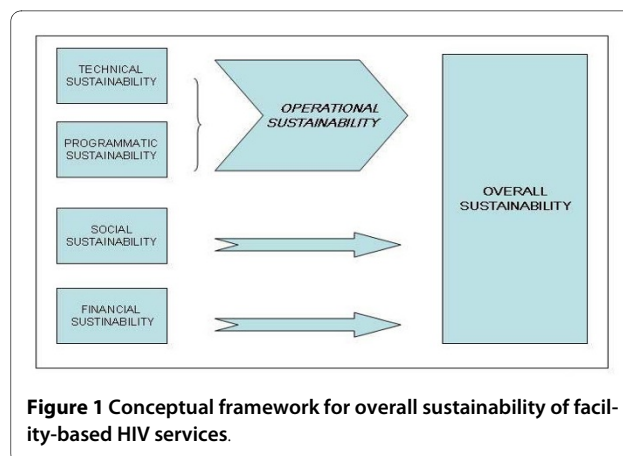 TECHNICAL
SUSTAINABILITY
PROGRAMMATIC
SUSTAINABILITY
OPERATIONAL
SUSTAINABILITY
SOCIAL
SUSTAINABILITY
FINANCIAL
SUSTINABILITY
OVERALL
SUSTAINABILITY
Figure 1 Conceptual framework for overall sustainability of facil-
ity-based HIV services.